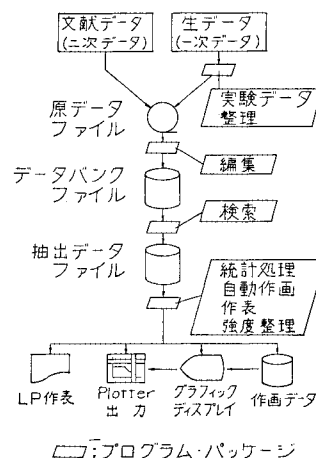 文献データ
(二次データ)
生データ
(一次データ)
実験データ
整理
原データ
ファイル
編集
データバンク
ファイル
検索
抽出データ
ファイル
統計処理
自動作画
作表
強度整理
LP作表
Plotter
出力
グラフィック
ディスプレイ
作画データ
;プログラム・パッケージ